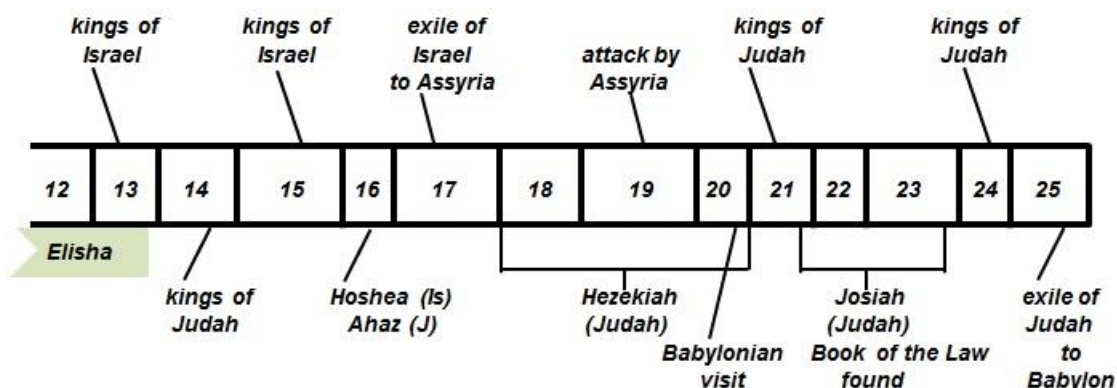 kings of
Israel
kings of
Israel
exile of
Israel
to Assyria
attack by
Assyria
kings of
Judah
kings of
Judah
12 13 14 15 16 17 18 19 20 21 22 23 24 25
Elisha
kings of
Judah
Hoshea (Is)
Ahaz (J)
Hezekiah
(Judah)
Babylonian
visit
Josiah
(Judah)
Book of the Law
found
exile of
Judah
to
Babylon